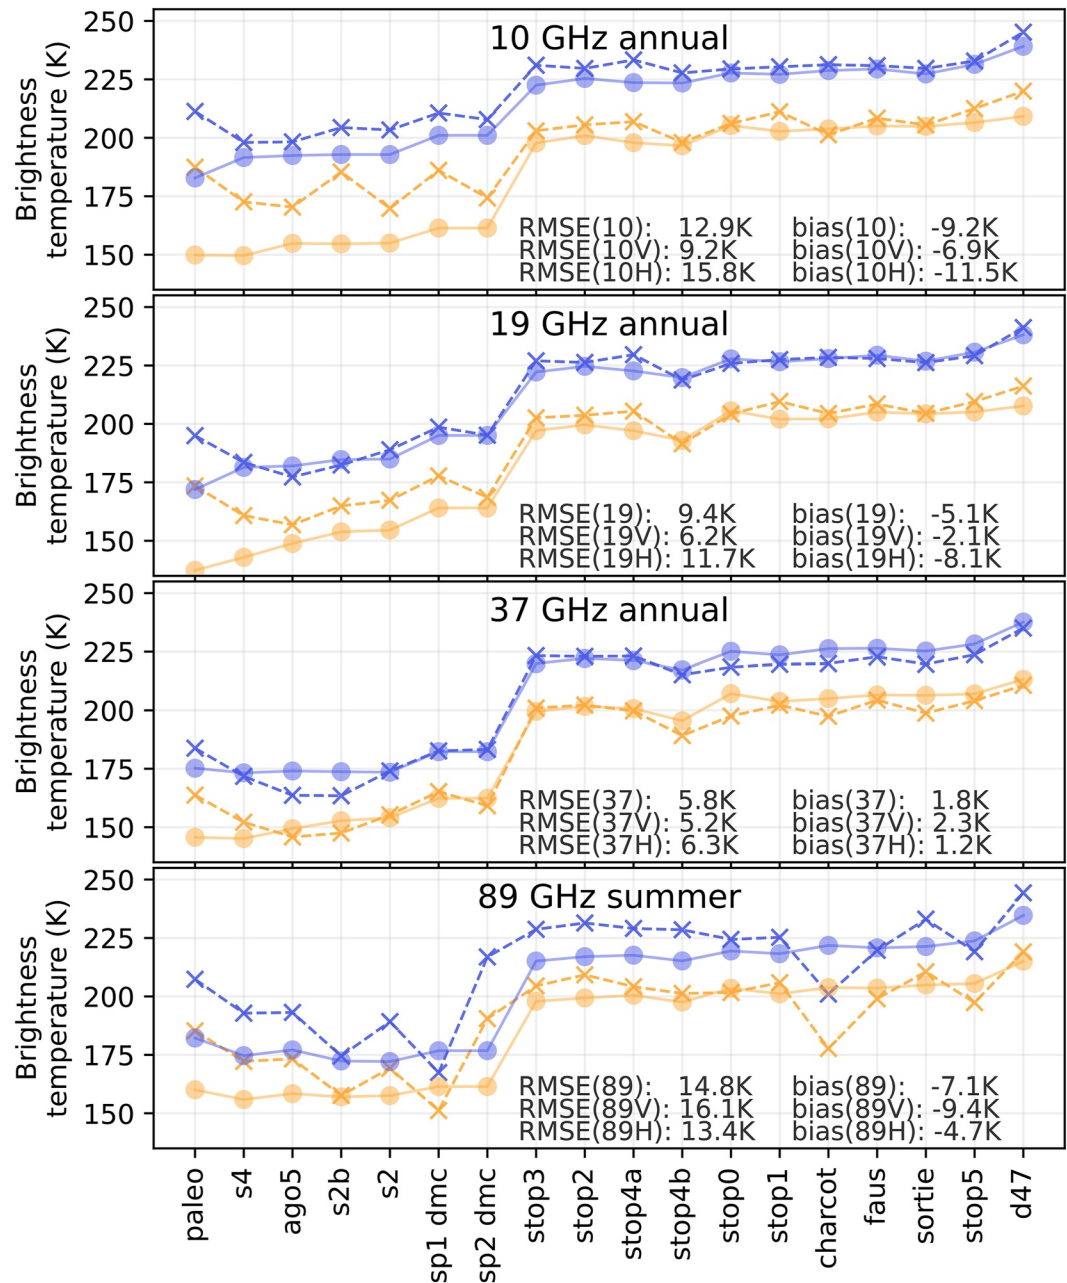 10 GHz annual
Brightness
temperature (K)
250
225
200
175
150
RMSE(10): 12.9K bias(10): -9.2K
RMSE(10V): 9.2K bias(10V): -6.9K
RMSE(10H): 15.8K bias(10H): -11.5K
19 GHz annual
Brightness
temperature (K)
250
225
200
175
150
RMSE(19): 9.4K bias(19): -5.1K
RMSE(19V): 6.2K bias(19V): -2.1K
RMSE(19H): 11.7K bias(19H): -8.1K
37 GHz annual
Brightness
temperature (K)
250
225
200
175
150
RMSE(37): 5.8K bias(37): 1.8K
RMSE(37V): 5.2K bias(37V): 2.3K
RMSE(37H): 6.3K bias(37H): 1.2K
89 GHz summer
Brightness
temperature (K)
250
225
200
175
150
RMSE(89): 14.8K bias(89): -7.1K
RMSE(89V): 16.1K bias(89V): -9.4K
RMSE(89H): 13.4K bias(89H): -4.7K
paleo
s4
ago5
s2b
s2
sp1 dmc
sp2 dmc
stop3
stop2
stop4a
stop4b
stop0
stop1
charcot
faus
sortie
stop5
d47